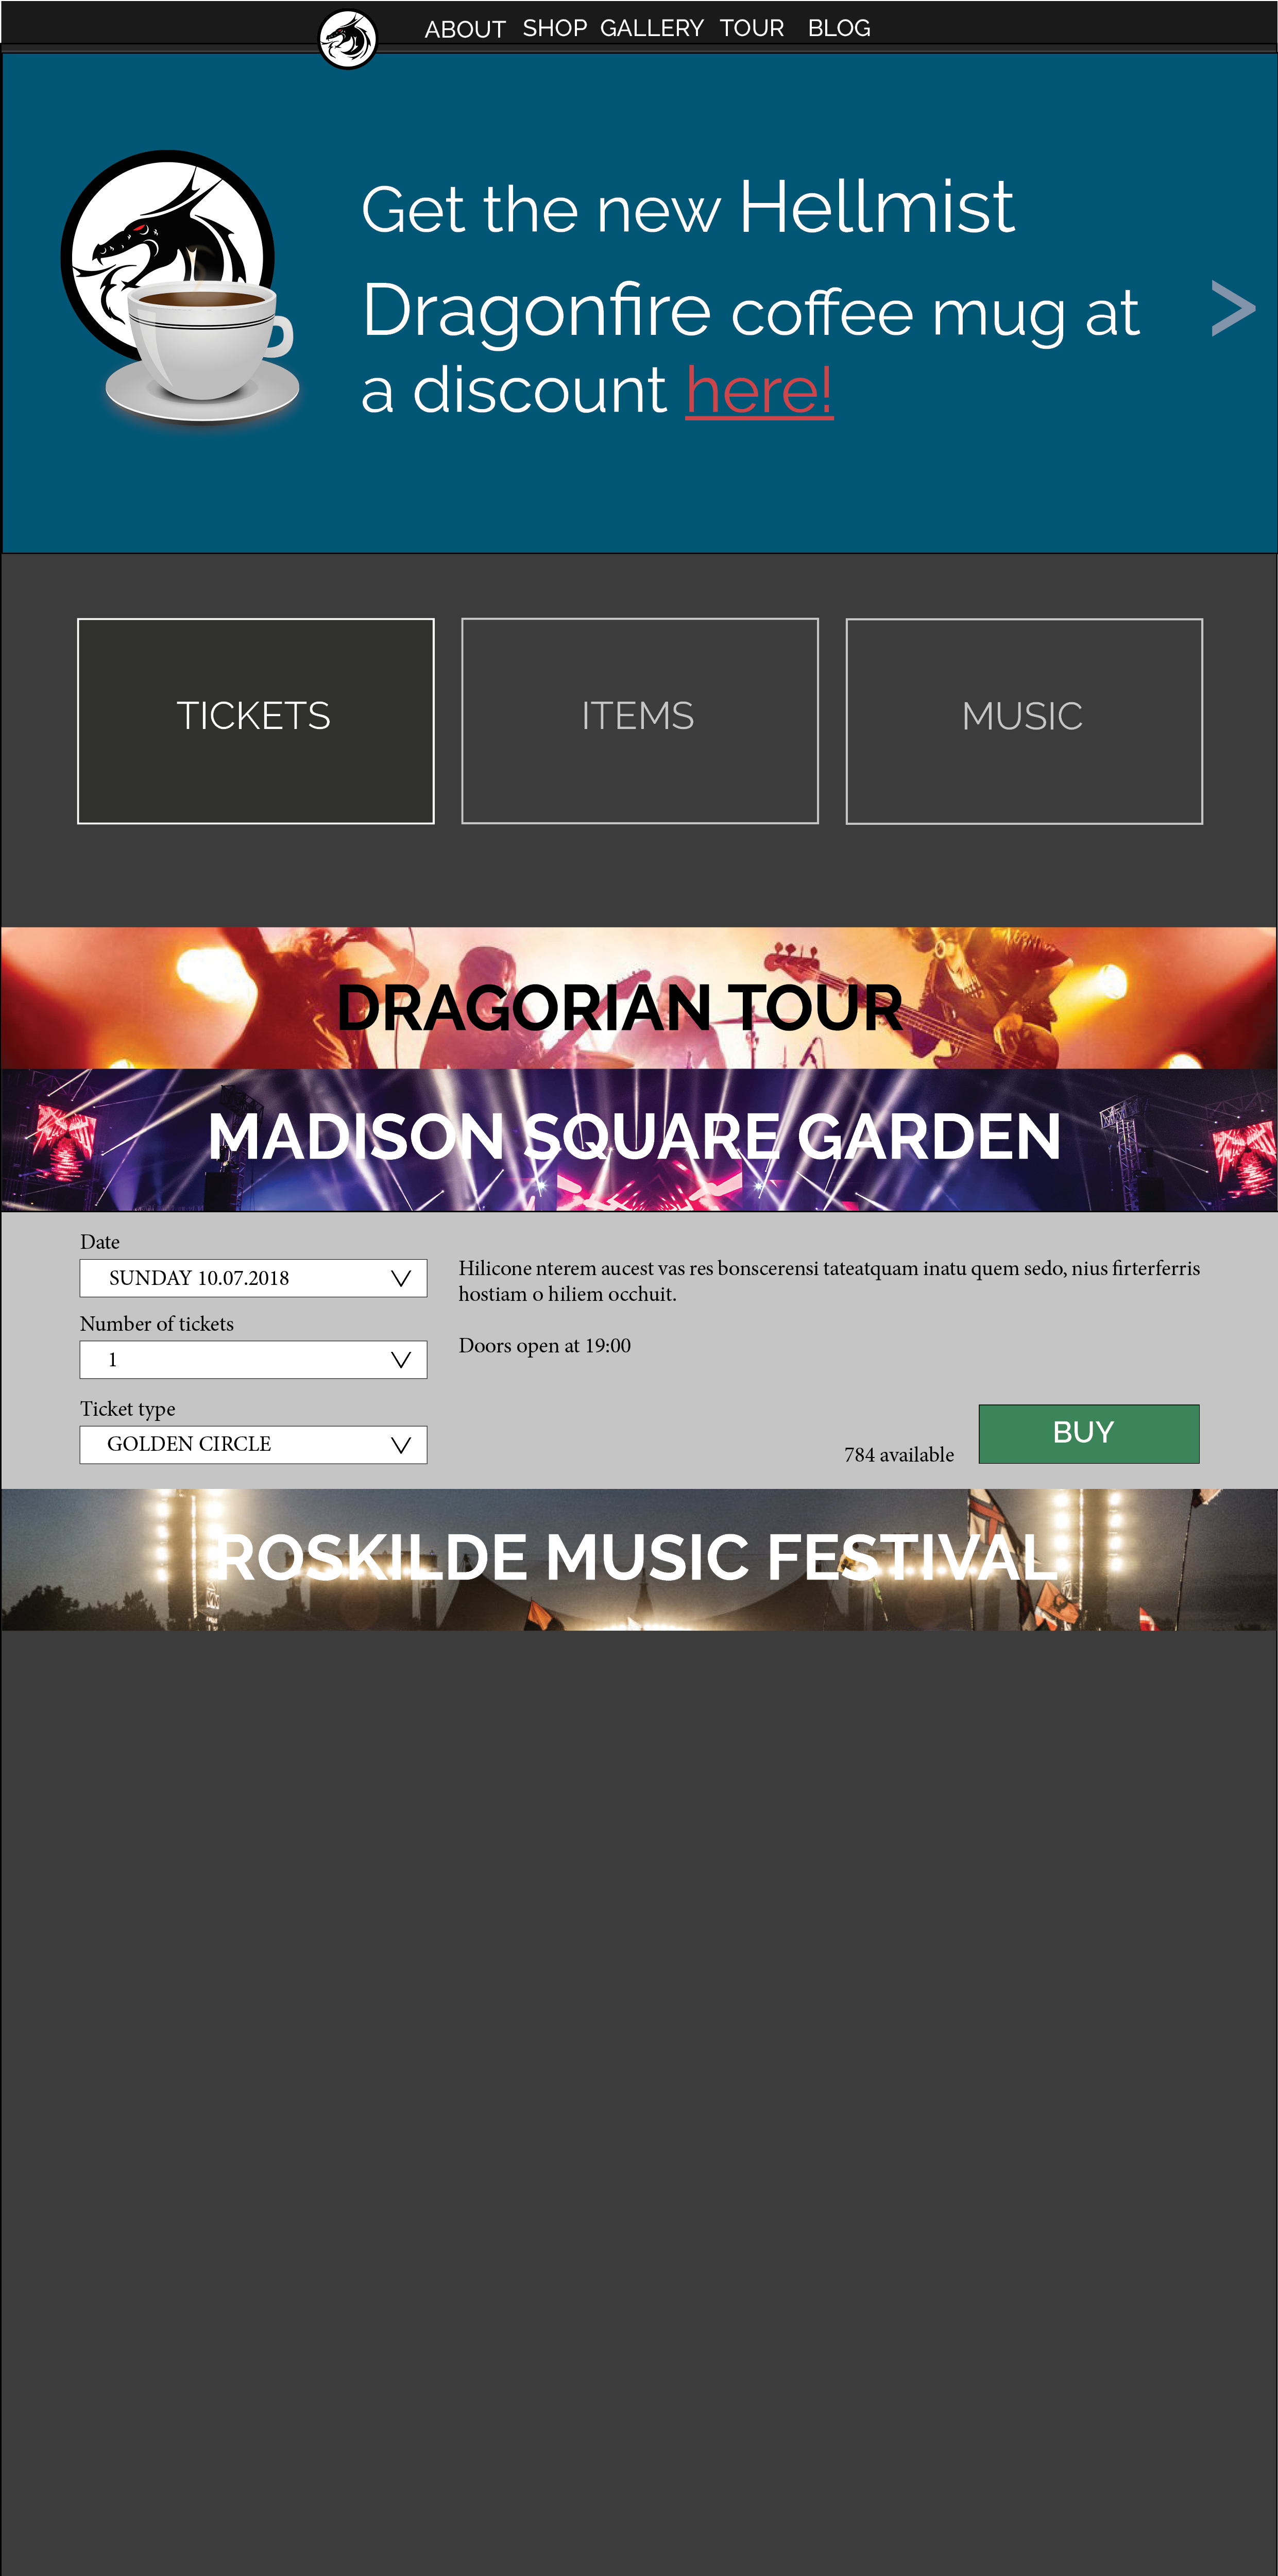 ABOUT SHOP GALLERY TOUR BLOG
Get the new Hellmist
Dragonfire coffee mug at
a discount here!
>
TICKETS
ITEMS
MUSIC
DRAGORIAN TOUR
MADISON SQUARE GARDEN
Date
SUNDAY 10.07.2018
Number of tickets
1
Ticket type
GOLDEN CIRCLE
Hilicone nterem aucest vas res bonscerensi tateatquam inatu quem sedo, nius firterferris
hostiam o hiliem occhuit.
Doors open at 19:00
784 available
BUY
ROSKILDE MUSIC FESTIVAL